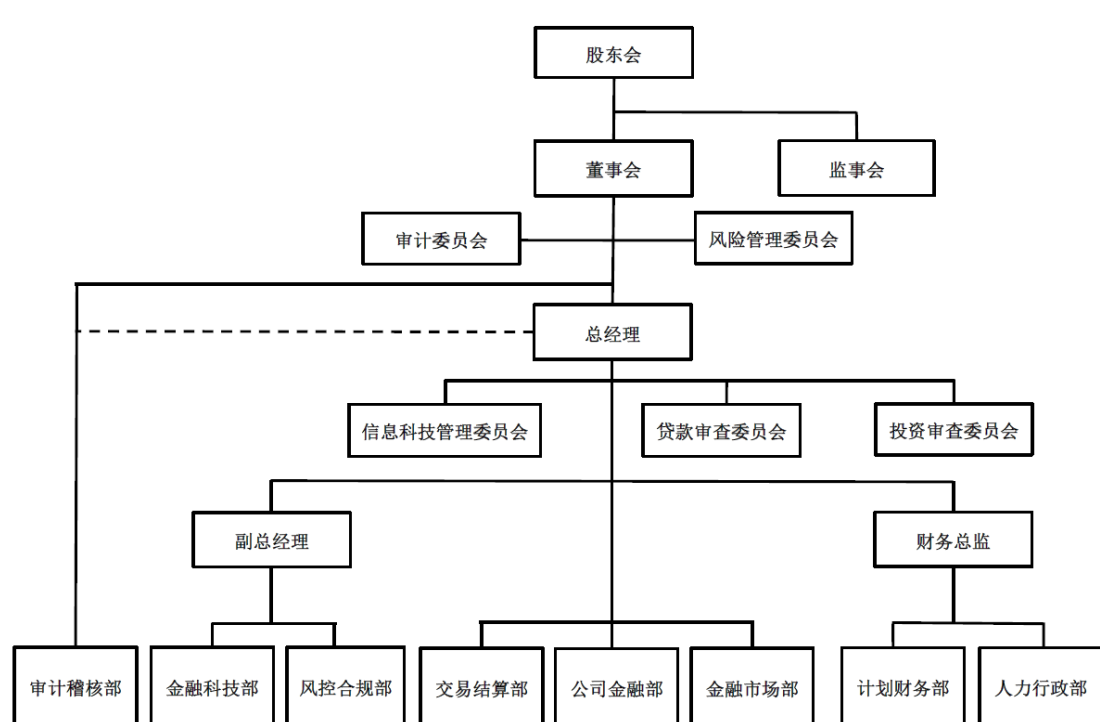 股东会
董事会
监事会
审计委员会
风险管理委员会
总经理
信息科技管理委员会
贷款审查委员会
投资审查委员会
副总经理
财务总监
审计稽核部
金融科技部
风控合规部
交易结算部
公司金融部
金融市场部
计划财务部
人力行政部